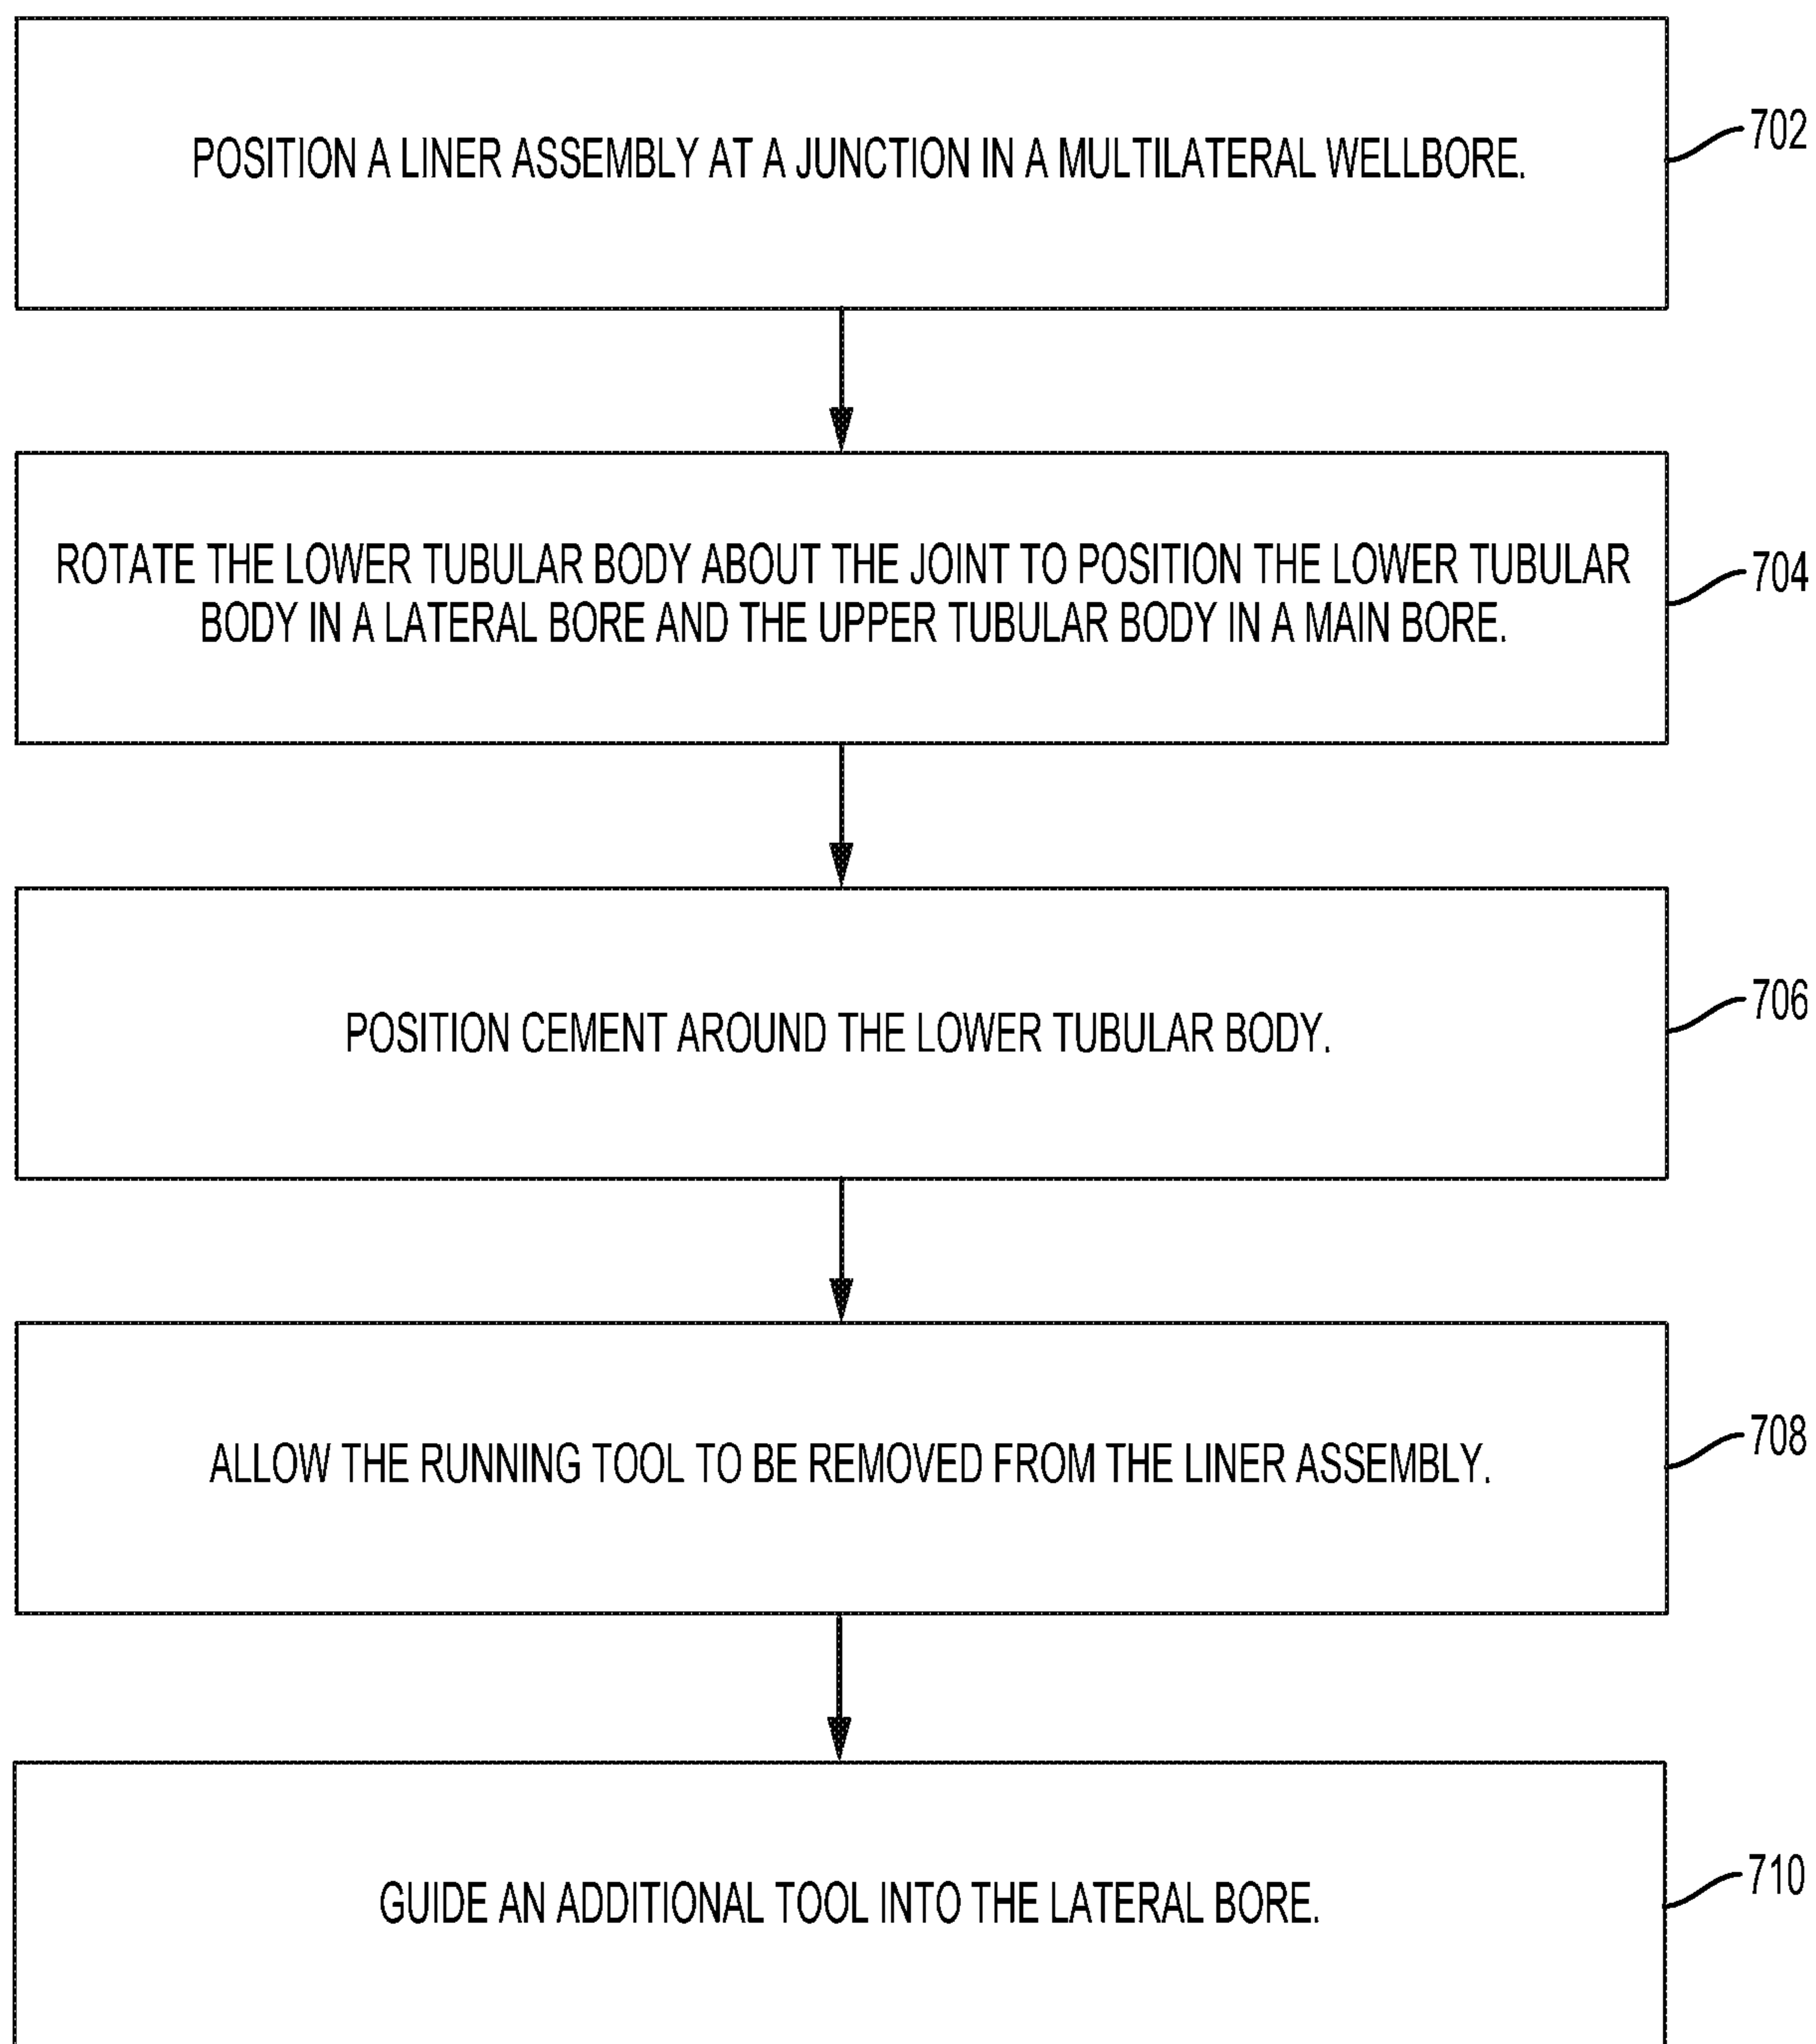 POSITION A LINER ASSEMBLY AT A JUNCTION IN A MULTILATERAL WELLBORE.
702
ROTATE THE LOWER TUBULAR BODY ABOUT THE JOINT TO POSITION THE LOWER TUBULAR
BODY IN A LATERAL BORE AND THE UPPER TUBULAR BODY IN A MAIN BORE.
704
POSITION CEMENT AROUND THE LOWER TUBULAR BODY.
706
ALLOW THE RUNNING TOOL TO BE REMOVED FROM THE LINER ASSEMBLY.
708
GUIDE AN ADDITIONAL TOOL INTO THE LATERAL BORE.
710